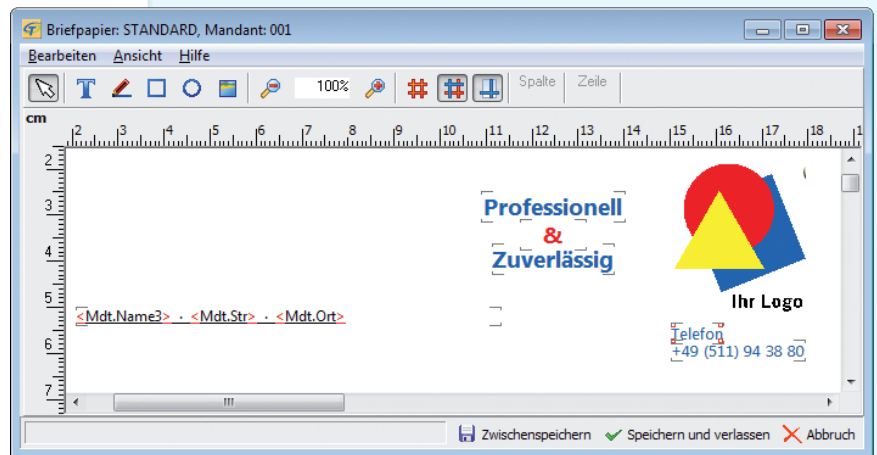 Briefpapier: STANDARD, Mandant: 001
Bearbeiten Ansicht Hilfe
100% Spalte Zeile
cm
2 3 4 5 6 7 8 9 10 11 12 13 14 15 16 17 18 1
2
3
4
5
6
7
Professionell
&
Zuverlässig
Ihr Logo
<Mdt.Name3> · <Mdt.Str> · <Mdt.Ort>
Telefon
+49 (511) 94 38 80
Zwischenspeichern Speichern und verlassen Abbruch